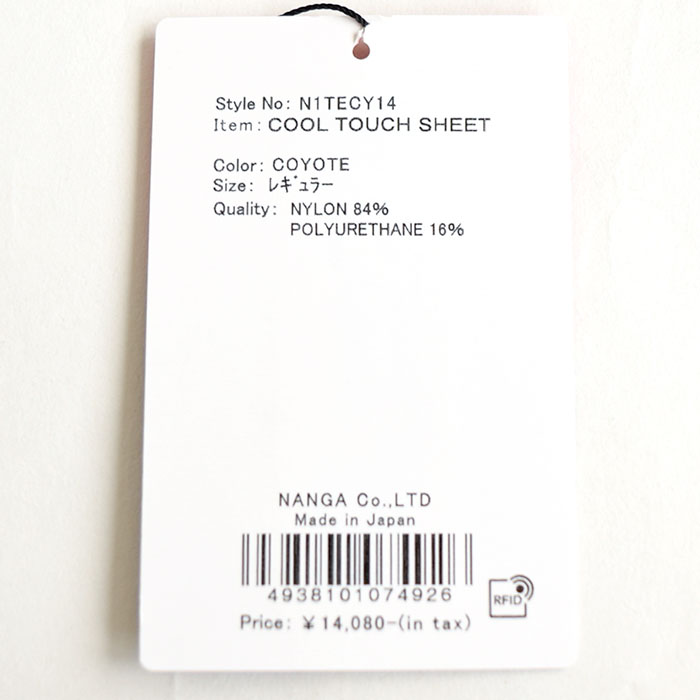 Style No: N1TECY14
Item: COOL TOUCH SHEET
Color: COYOTE
Size: ﾚｷﾞｭﾗｰ
Quality: NYLON 84%
POLYURETHANE 16%
NANGA Co.,LTD
Made in Japan
4938101074926
RFID
Price: ¥14,080-(in tax)